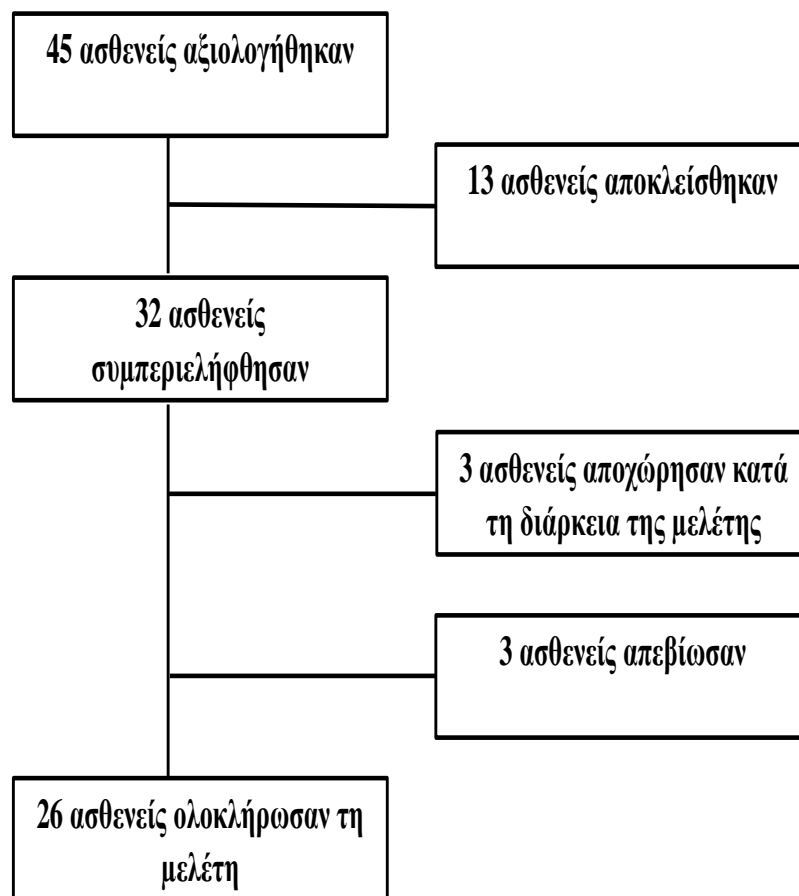 45 ασθενείς αξιολογήθηκαν
13 ασθενείς αποκλείσθηκαν
32 ασθενείς
συμπεριελήφθησαν
3 ασθενείς αποχώρησαν κατά
τη διάρκεια της μελέτης
3 ασθενείς απεβίωσαν
26 ασθενείς ολοκλήρωσαν τη
μελέτη